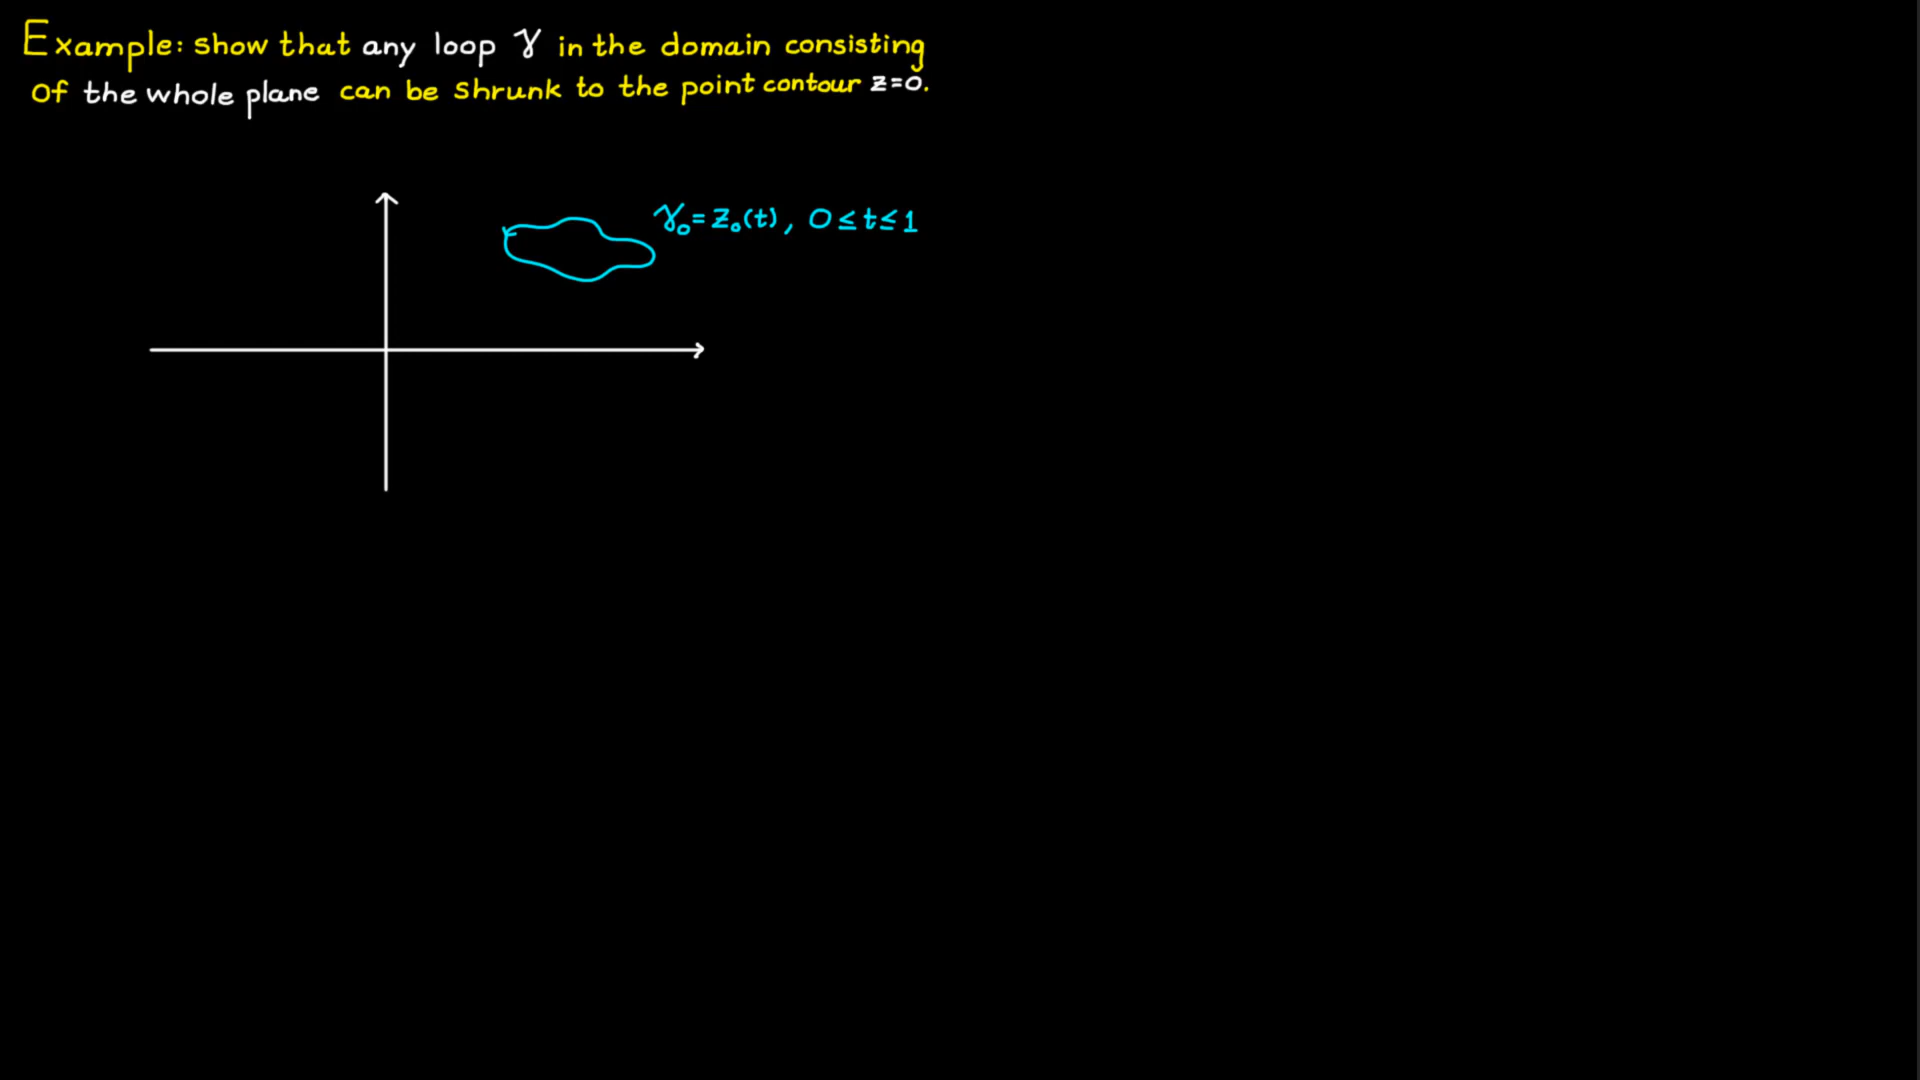 Example: show that any loop γ in the domain consisting
of the whole plane can be shrunk to the point contour z=0.
γ₀=z₀(t), 0≤t≤1